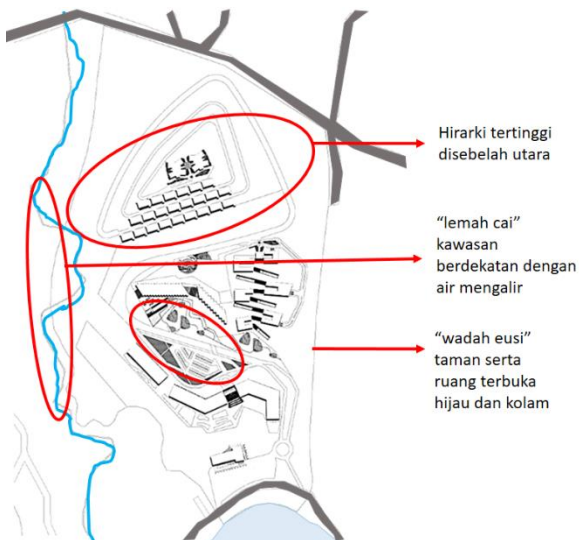 Hirarki tertinggi
disebelah utara
“lemah cai”
kawasan
berdekatan dengan
air mengalir
“wadah eusi”
taman serta
ruang terbuka
hijau dan kolam